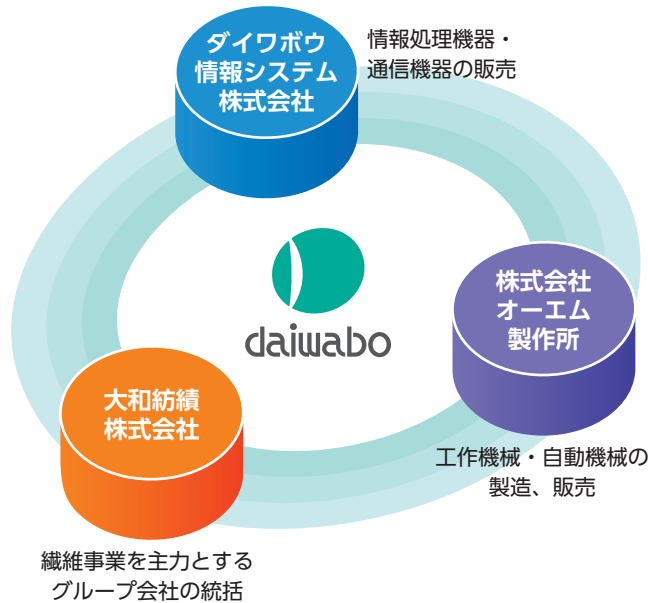 ダイワボウ
情報システム
株式会社
情報処理機器・
通信機器の販売
daiwabo
株式会社
オーエム
製作所
工作機械・自動機械の
製造、販売
大和紡績
株式会社
繊維事業を主力とする
グループ会社の統括